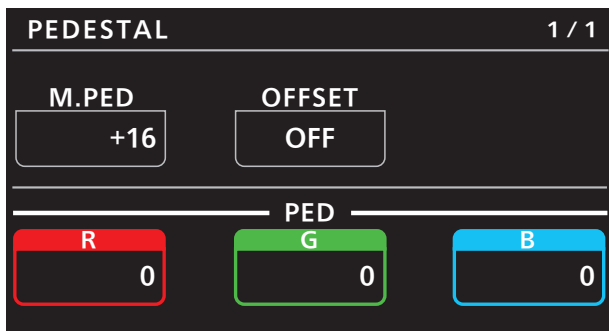 PEDESTAL 1 / 1
M.PED OFFSET
+16 OFF
PED
R G B
0 0 0